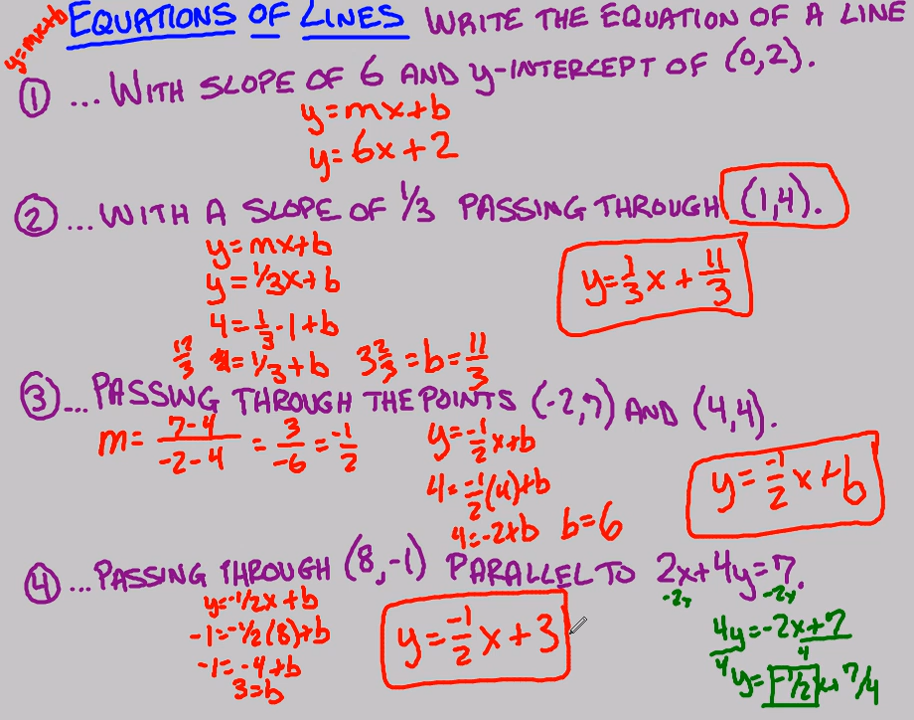 y=mx+b
EQUATIONS OF LINES WRITE THE EQUATION OF A LINE
① ... WITH SLOPE OF 6 AND y-INTERCEPT OF (0,2).
y=mx+b
y=6x+2
② ... WITH A SLOPE OF 1/3 PASSING THROUGH (1,4).
y=mx+b
y=1/3x+b
4=1/3·1+b
12/3 4=1/3+b 3 2/3=b=11/3
y=1/3x+11/3
③ ... PASSING THROUGH THE POINTS (-2,7) AND (4,4).
m=7-4/-2-4=3/-6=-1/2
y=-1/2x+b
4=-1/2(4)+b
4=-2+b b=6
y=-1/2x+b
④ ... PASSING THROUGH (8,-1) PARALLEL TO 2x+4y=7.
-2x -2x
y=-1/2x+b
-1=-1/2(8)+b
-1=-4+b
3=b
y=-1/2x+3
4y=-2x+7
4 4
y=-1/2x+7/4